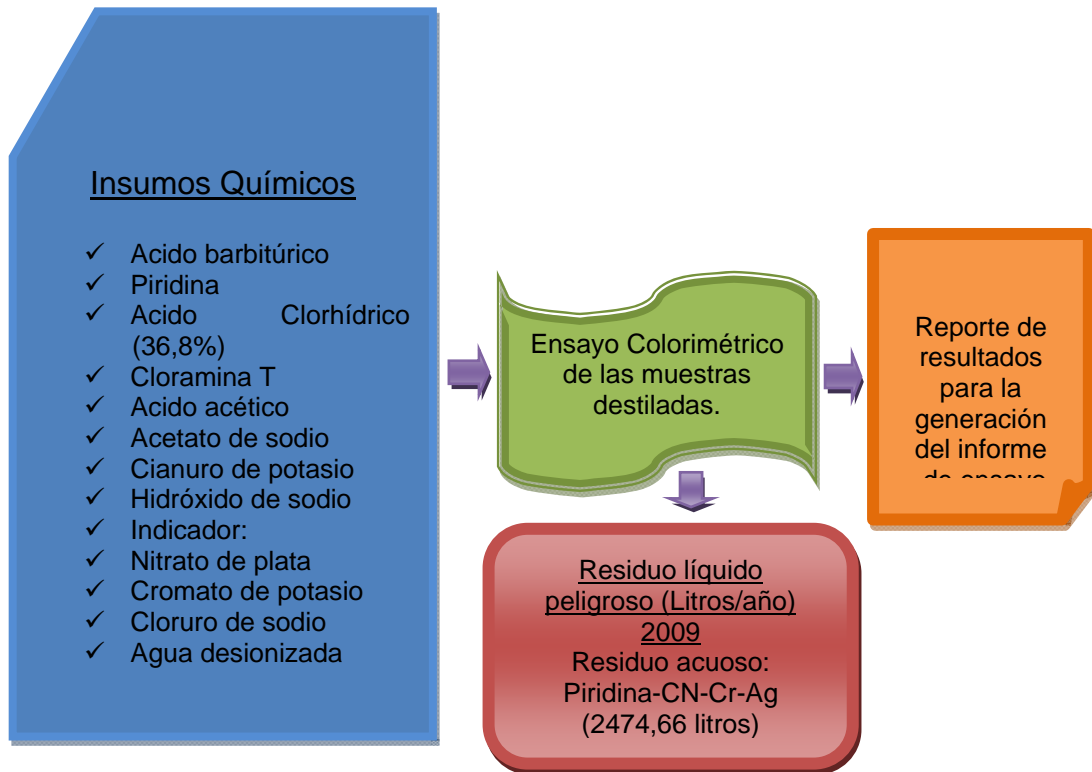 Insumos Químicos
✓ Acido barbitúrico
✓ Piridina
✓ Acido Clorhídrico
(36,8%)
✓ Cloramina T
✓ Acido acético
✓ Acetato de sodio
✓ Cianuro de potasio
✓ Hidróxido de sodio
✓ Indicador:
✓ Nitrato de plata
✓ Cromato de potasio
✓ Cloruro de sodio
✓ Agua desionizada
Ensayo Colorimétrico
de las muestras
destiladas.
Reporte de
resultados
para la
generación
del informe
de ensayo
Residuo líquido
peligroso (Litros/año)
2009
Residuo acuoso:
Piridina-CN-Cr-Ag
(2474,66 litros)